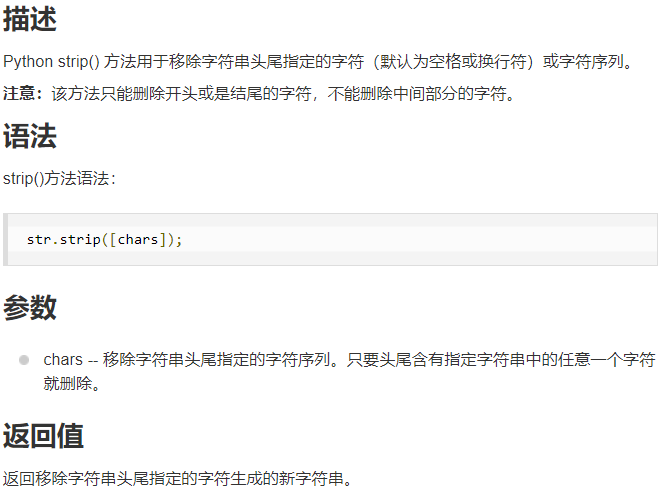 描述
Python strip() 方法用于移除字符串头尾指定的字符（默认为空格或换行符）或字符序列。
注意：该方法只能删除开头或是结尾的字符，不能删除中间部分的字符。
语法
strip()方法语法：
str.strip([chars]);
参数
chars -- 移除字符串头尾指定的字符序列。只要头尾含有指定字符串中的任意一个字符
就删除。
返回值
返回移除字符串头尾指定的字符生成的新字符串。